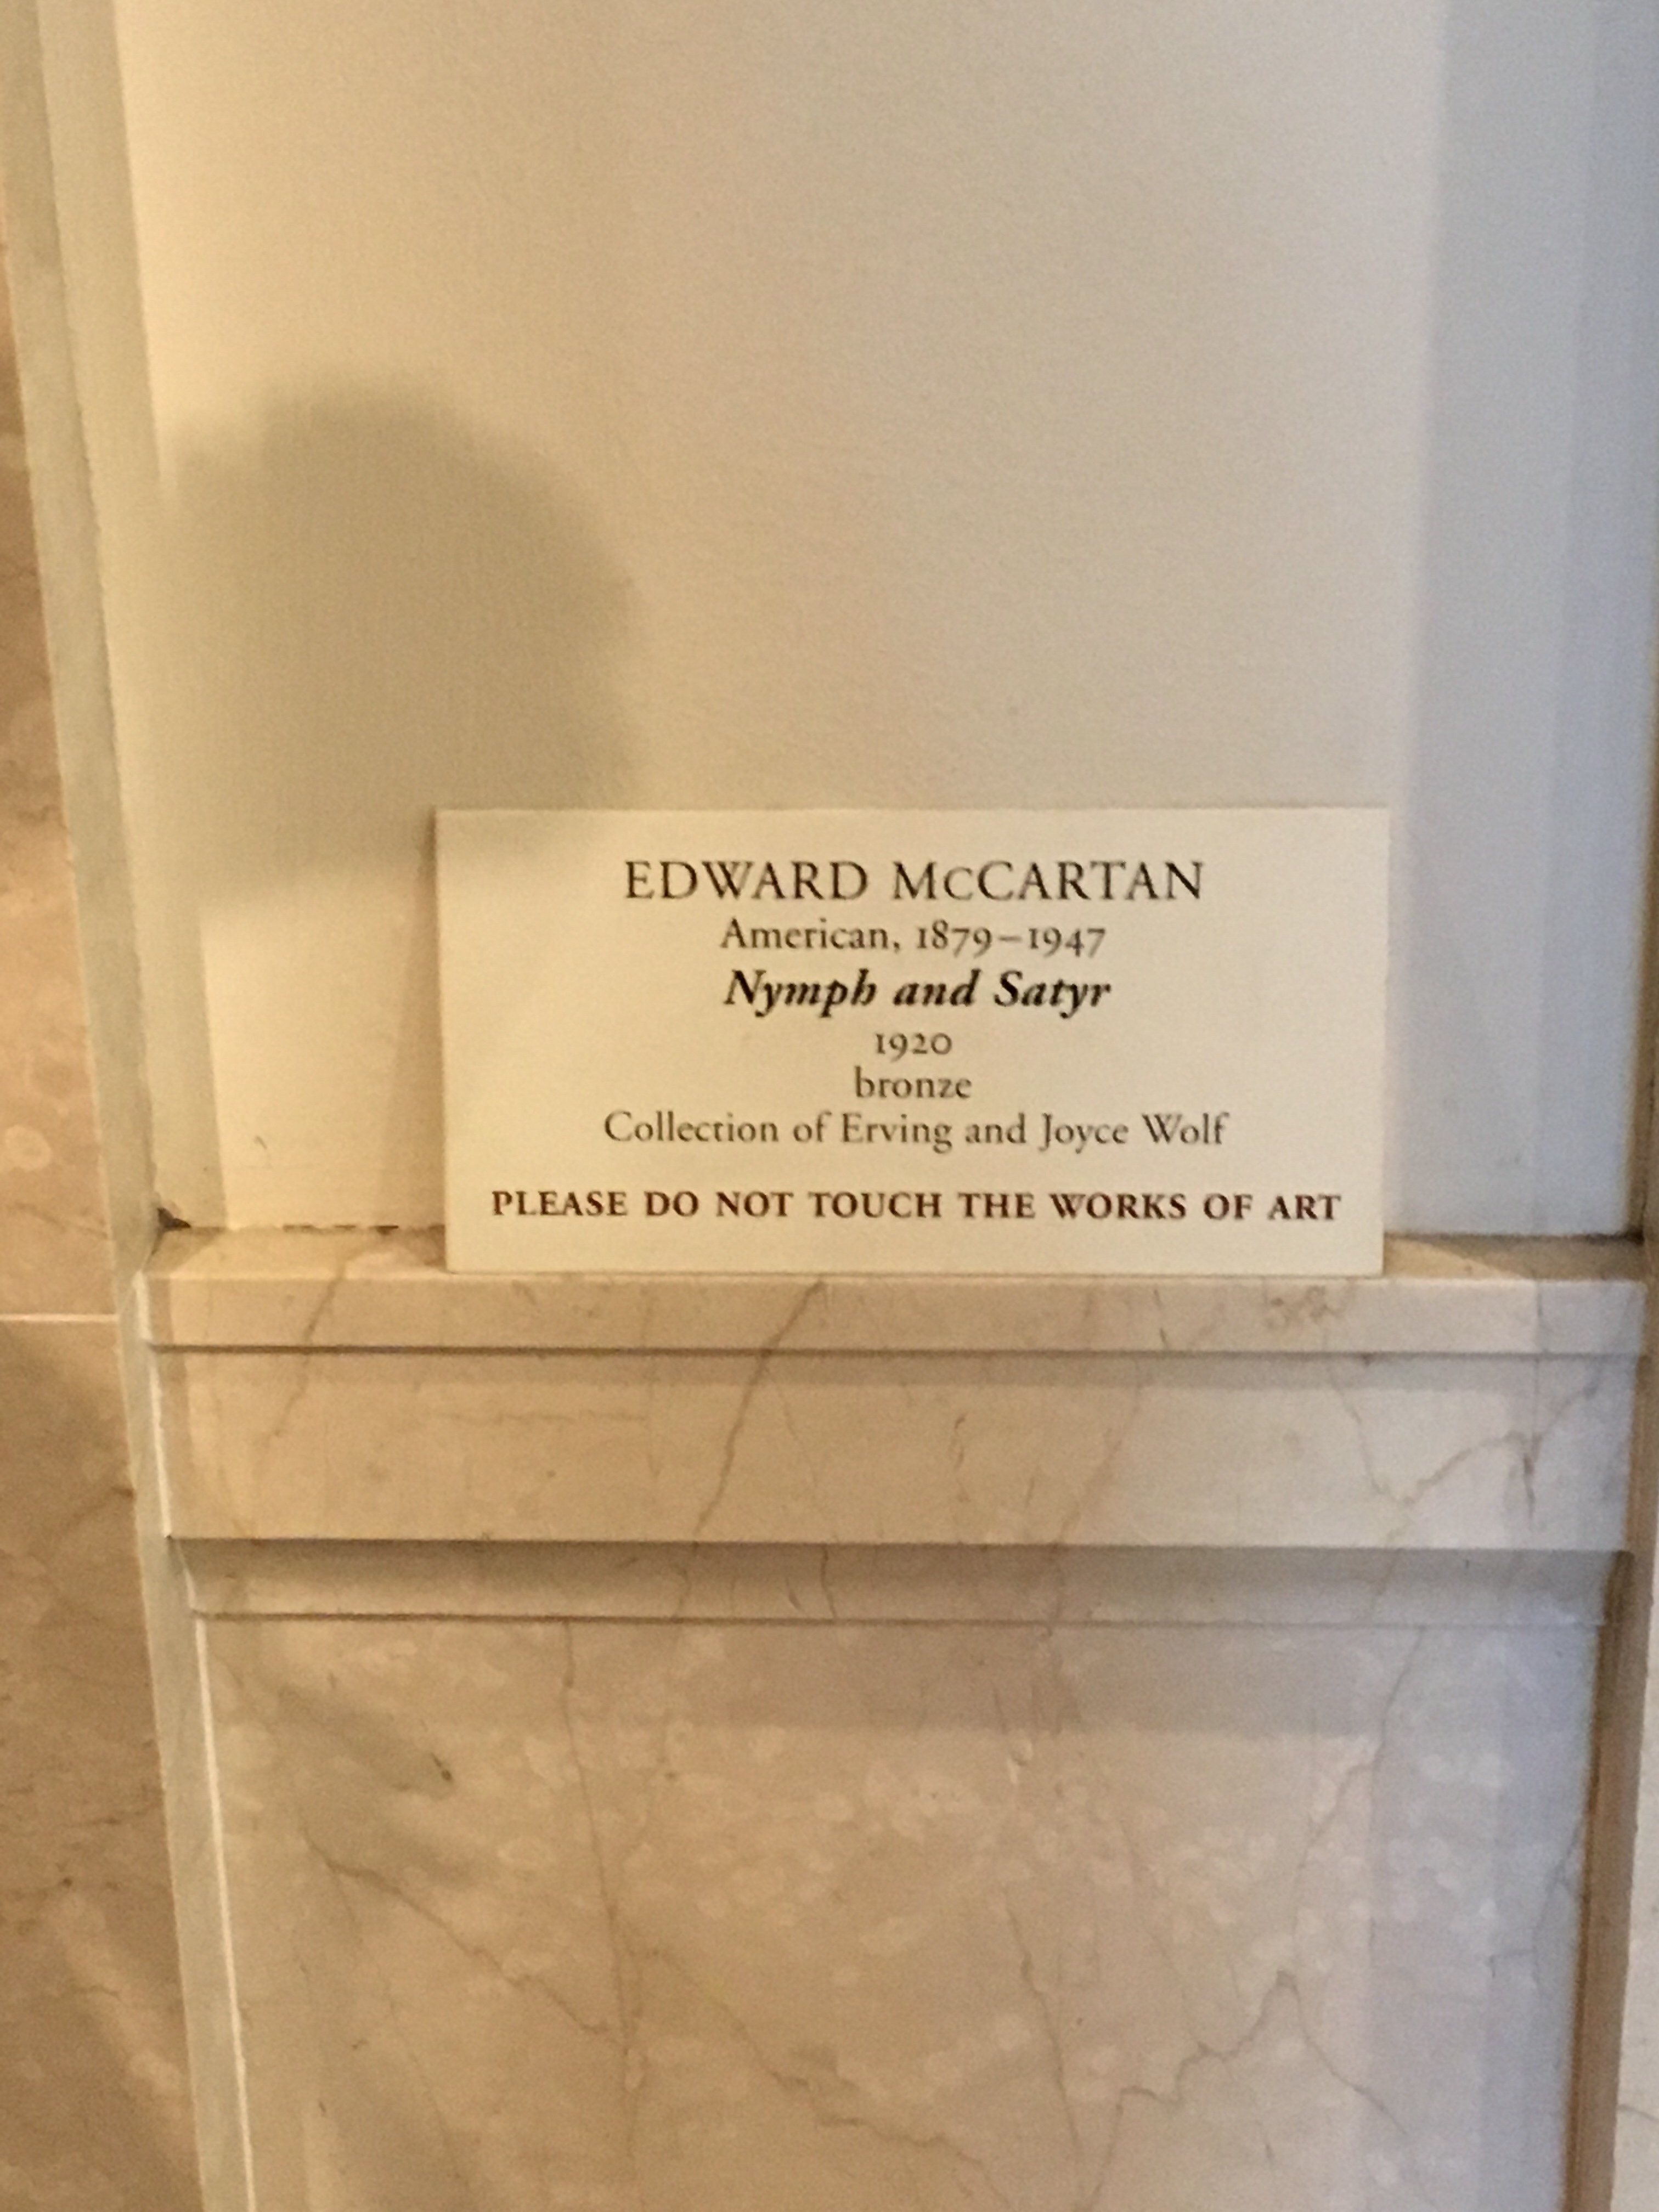 EDWARD McCARTAN
American, 1879–1947
Nymph and Satyr
1920
bronze
Collection of Erving and Joyce Wolf
PLEASE DO NOT TOUCH THE WORKS OF ART